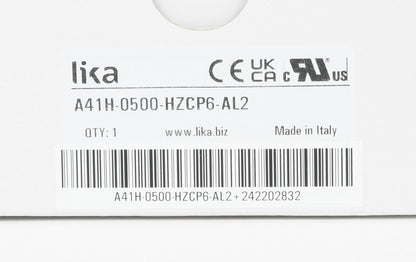 lika CE UK CA c RU US
A41H-0500-HZCP6-AL2
QTY: 1 www.lika.biz Made in Italy
A41H-0500-HZCP6-AL2+242202832